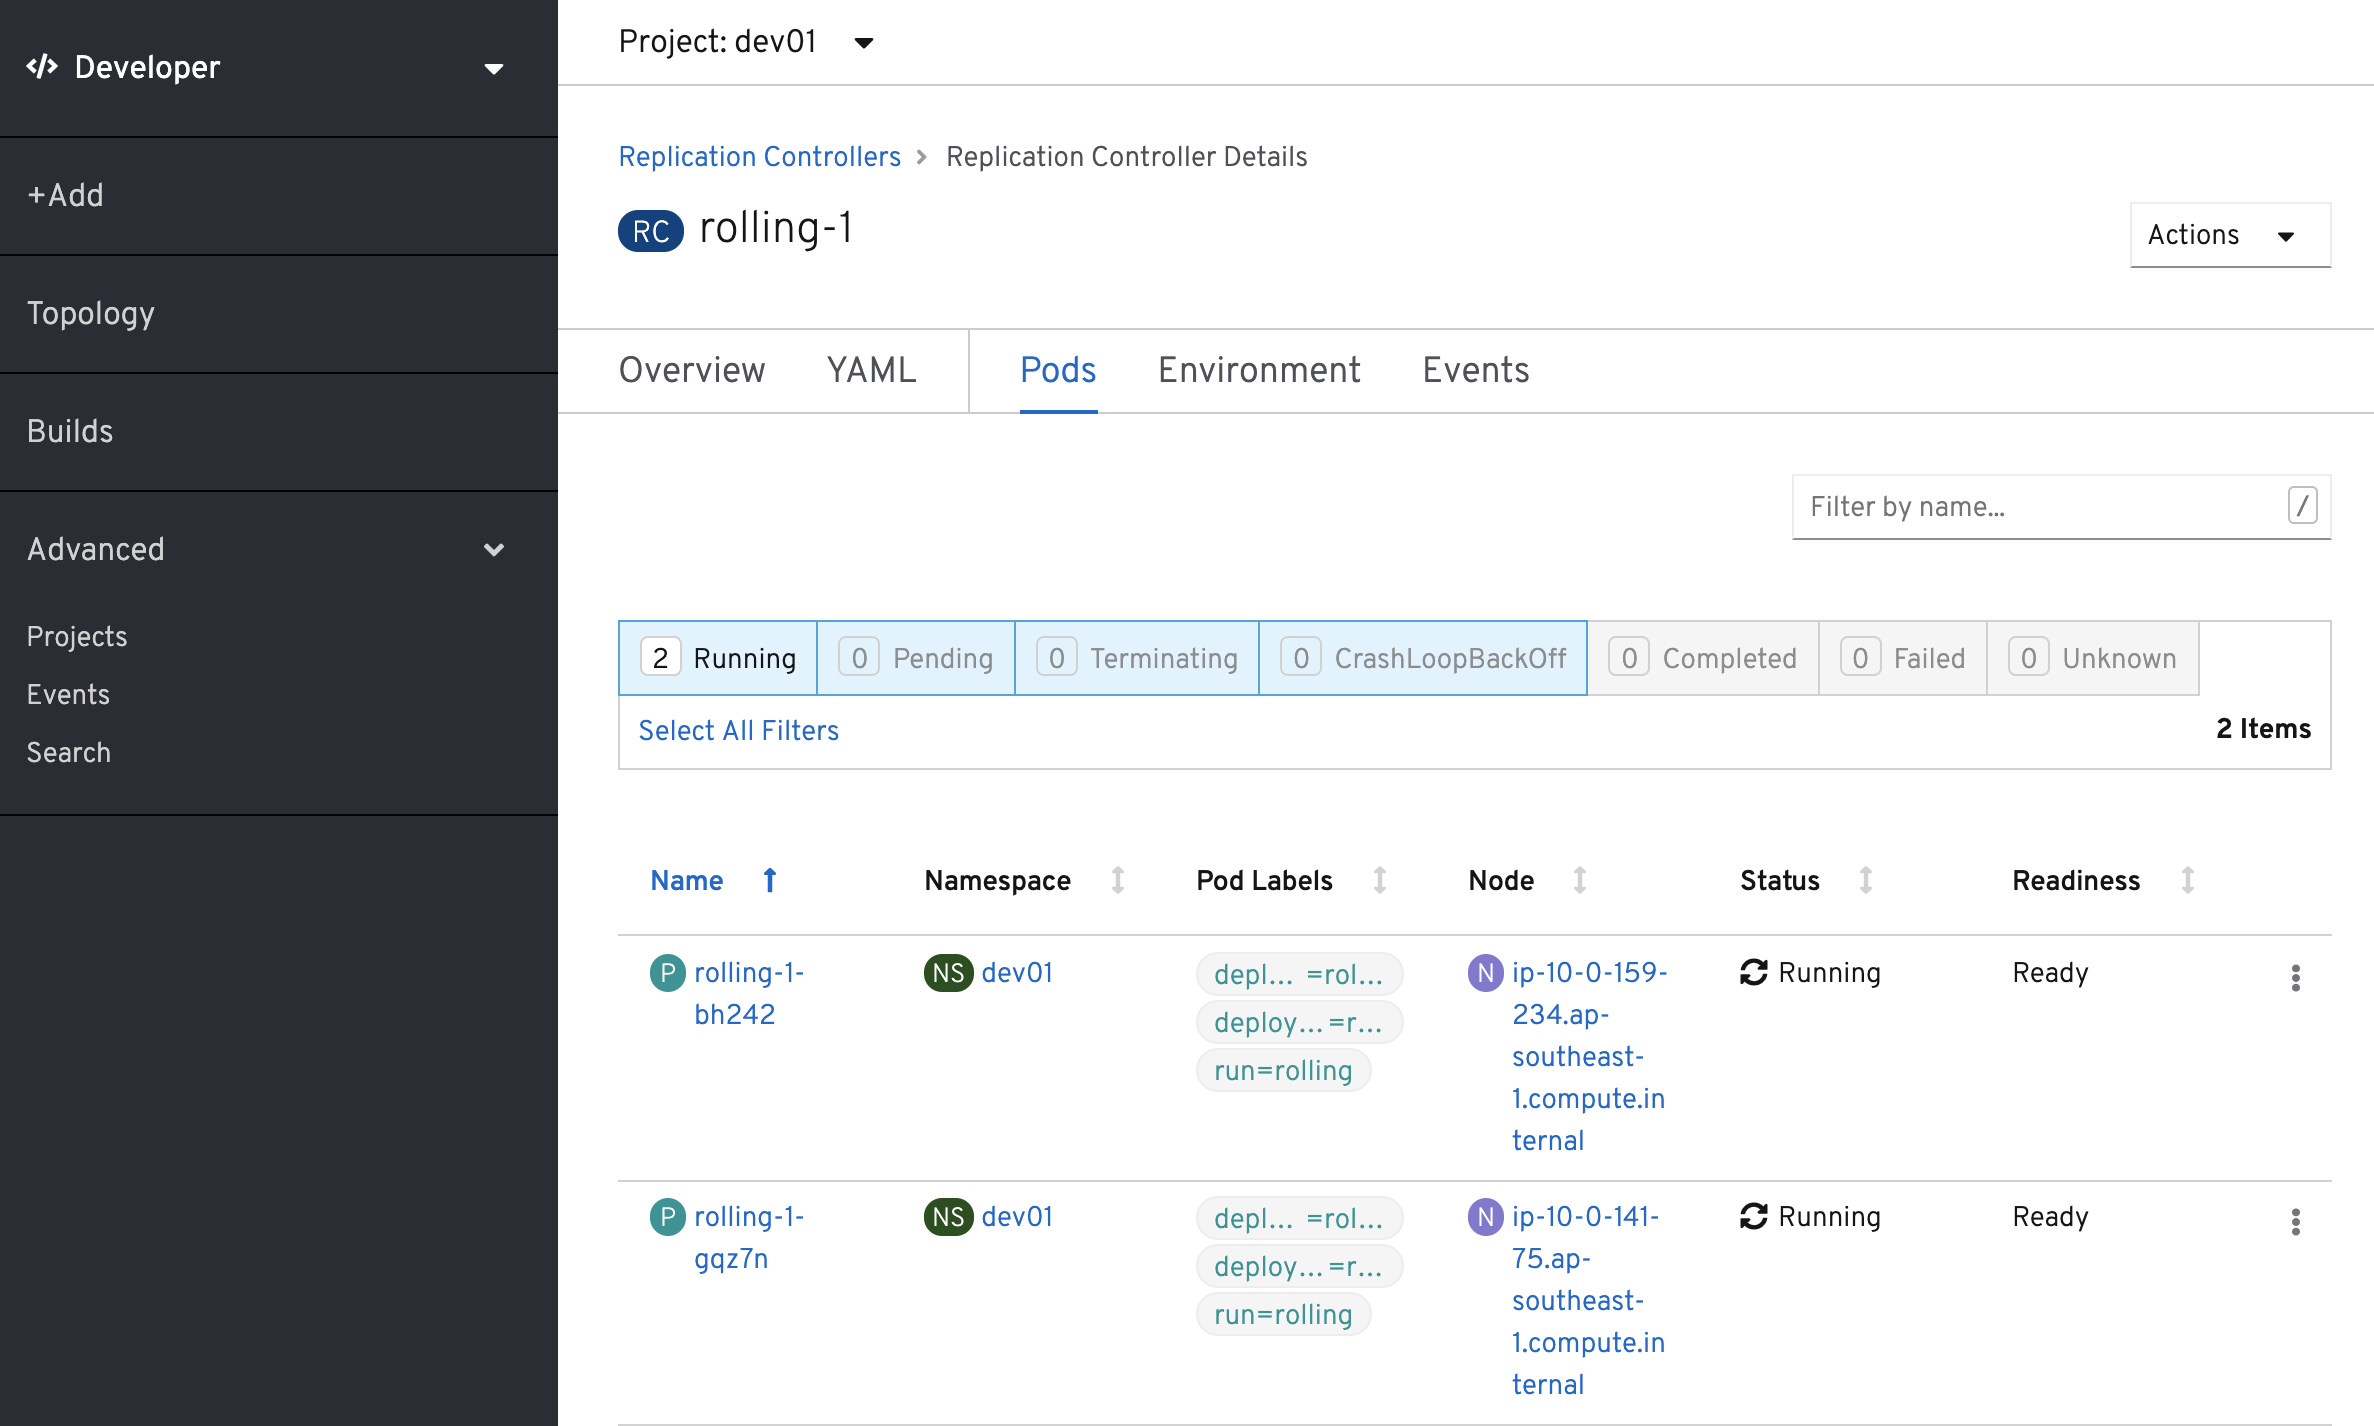 Developer
+Add
Topology
Builds
Advanced
Projects
Events
Search
Project: dev01
Replication Controllers
Replication Controller Details
RC rolling-1
Actions
Overview YAML Pods Environment Events
Filter by name... /
2 Running 0 Pending 0 Terminating 0 CrashLoopBackOff 0 Completed 0 Failed 0 Unknown
Select All Filters
2 Items
Name Namespace Pod Labels Node Status Readiness
P rolling-1-
bh242
NS dev01
depl... =rol...
deploy... =r...
run=rolling
N ip-10-0-159-
234.ap-
southeast-
1.compute.in
ternal
Running
Ready
P rolling-1-
gqz7n
NS dev01
depl... =rol...
deploy... =r...
run=rolling
N ip-10-0-141-
75.ap-
southeast-
1.compute.in
ternal
Running
Ready